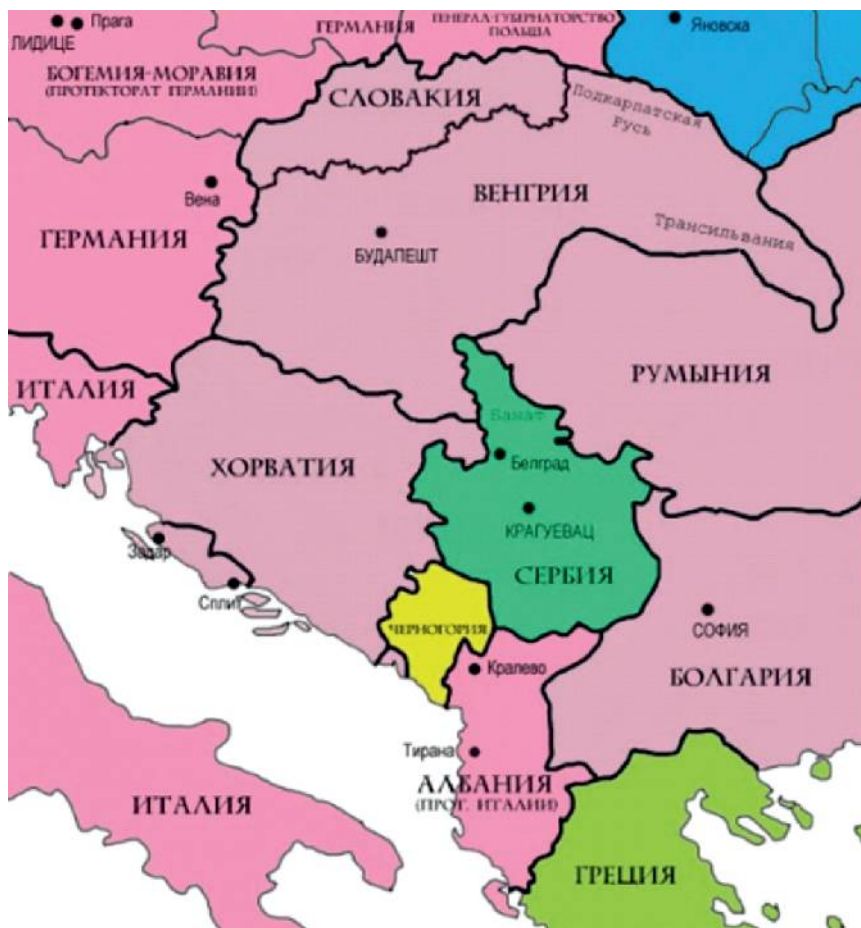 Прага
ЛИДИЦЕ
БОГЕМИЯ-МОРАВИЯ
(ПРОТЕКТОРАТ ГЕРМАНИИ)
ГЕРМАНИЯ
ГЕНЕРАЛ-ГУБЕРНАТОРСТВО
ПОЛЬША
Яновска
СЛОВАКИЯ
Подкарпатская
Русь
Вена
ГЕРМАНИЯ
ВЕНГРИЯ
БУДАПЕШТ
Трансильвания
ИТАЛИЯ
РУМЫНИЯ
Банат
Белград
ХОРВАТИЯ
КРАГУЕВАЦ
Задар
СЕРБИЯ
Сплит
ЧЕРНОГОРИЯ
СОФИЯ
Кралево
БОЛГАРИЯ
Тирана
АЛБАНИЯ
(ПРОТ. ИТАЛИИ)
ИТАЛИЯ
ГРЕЦИЯ